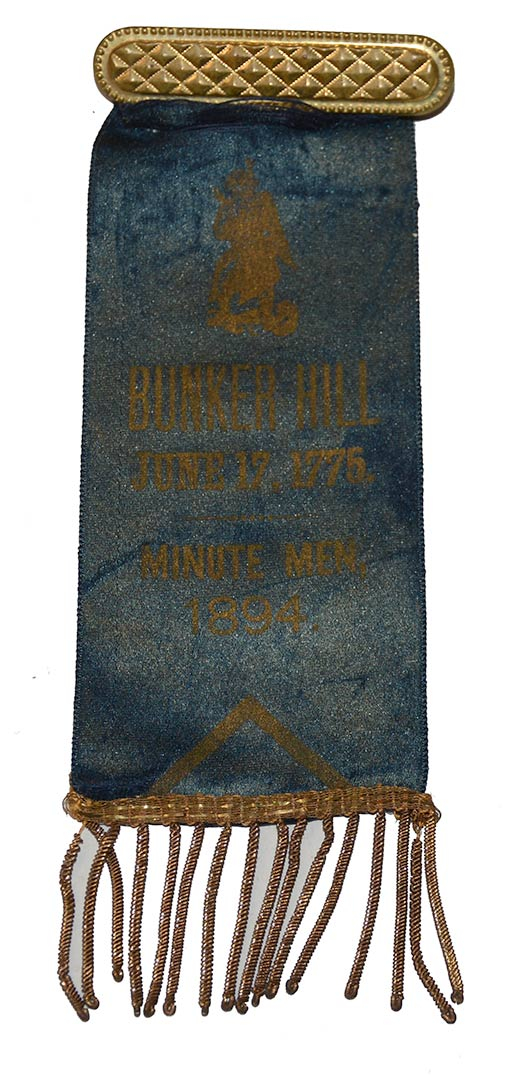 BUNKER HILL
JUNE 17, 1775.
MINUTE MEN,
1894.